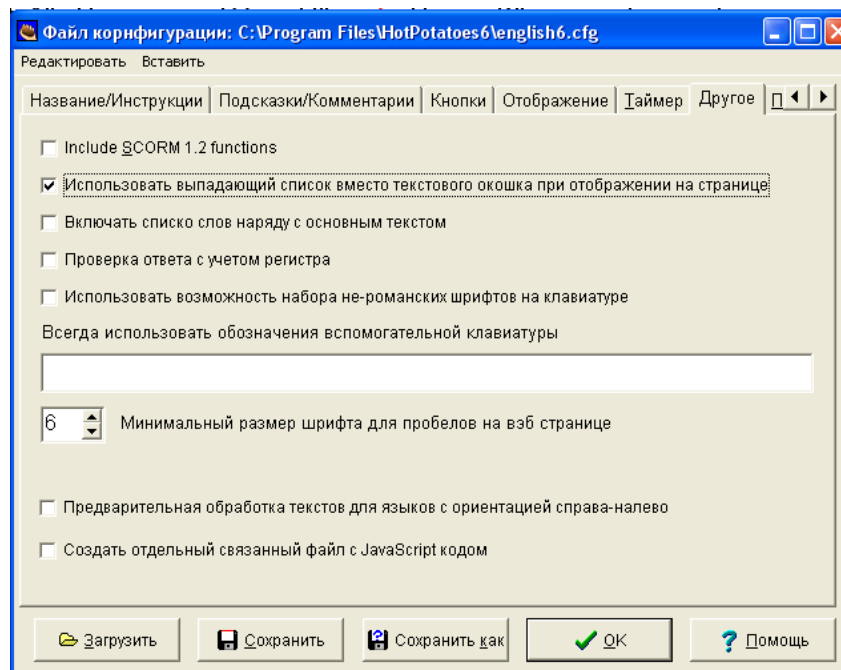 Файл корнфигурации: C:\Program Files\HotPotatoes6\english6.cfg
Редактировать Вставить
Название/Инструкции Подсказки/Комментарии Кнопки Отображение Таймер Другое П
Include SCORM 1.2 functions
Использовать выпадающий список вместо текстового окошка при отображении на странице
Включать списко слов наряду с основным текстом
Проверка ответа с учетом регистра
Использовать возможность набора не-романских шрифтов на клавиатуре
Всегда использовать обозначения вспомогательной клавиатуры
6 Минимальный размер шрифта для пробелов на вэб странице
Предварительная обработка текстов для языков с ориентацией справа-налево
Создать отдельный связанный файл с JavaScript кодом
Загрузить Сохранить Сохранить как OK Помощь